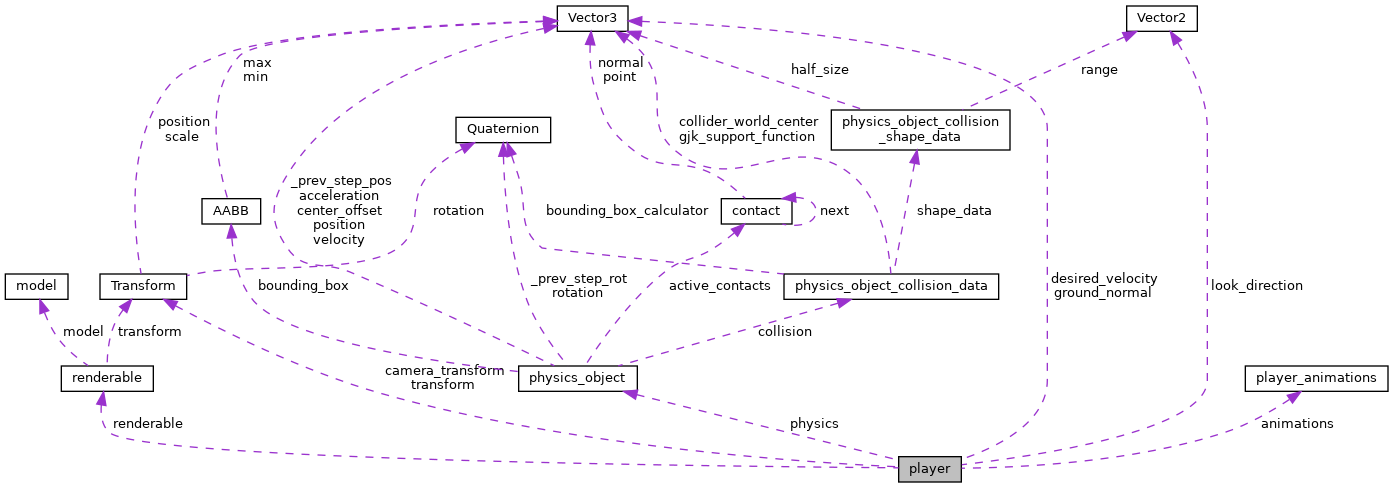 Vector3
Vector2
max
min
normal
point
half_size
range
position
scale
Quaternion
collider_world_center
gjk_support_function
physics_object_collision
_shape_data
_prev_step_pos
acceleration
center_offset
position
velocity
AABB
rotation
bounding_box_calculator
contact
next
shape_data
model
Transform
bounding_box
_prev_step_rot
rotation
active_contacts
physics_object_collision_data
desired_velocity
ground_normal
look_direction
model
transform
collision
renderable
camera_transform
transform
physics_object
player_animations
renderable
physics
animations
player